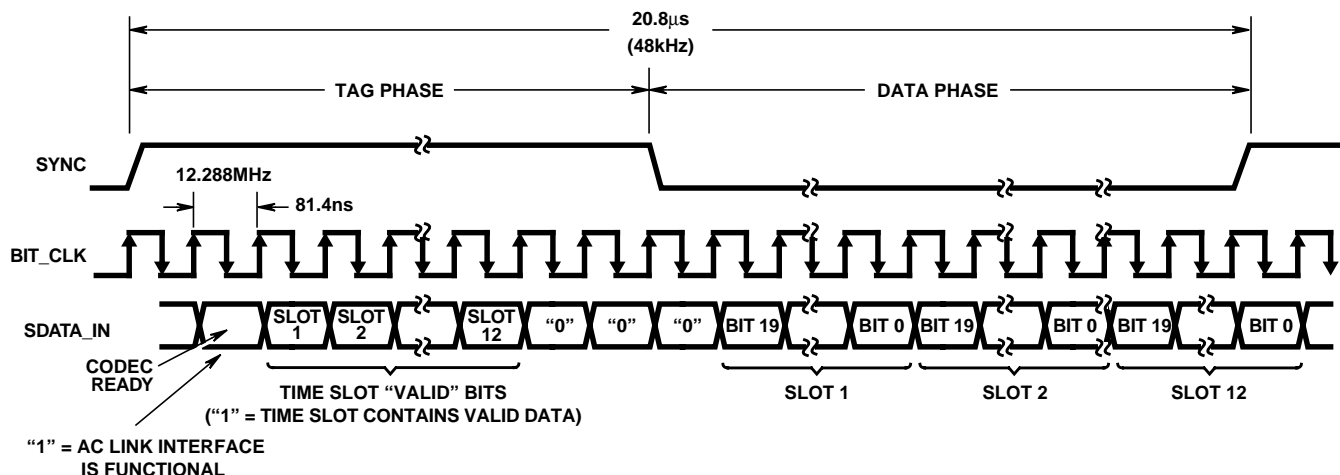 20.8μs
(48kHz)
TAG PHASE
DATA PHASE
SYNC
12.288MHz
81.4ns
BIT_CLK
SDATA_IN
SLOT
1
SLOT
2
SLOT
12
“0”
“0”
“0”
BIT 19
BIT 0
BIT 19
BIT 0
BIT 19
BIT 0
CODEC
READY
TIME SLOT “VALID” BITS
(“1” = TIME SLOT CONTAINS VALID DATA)
SLOT 1
SLOT 2
SLOT 12
“1” = AC LINK INTERFACE
IS FUNCTIONAL